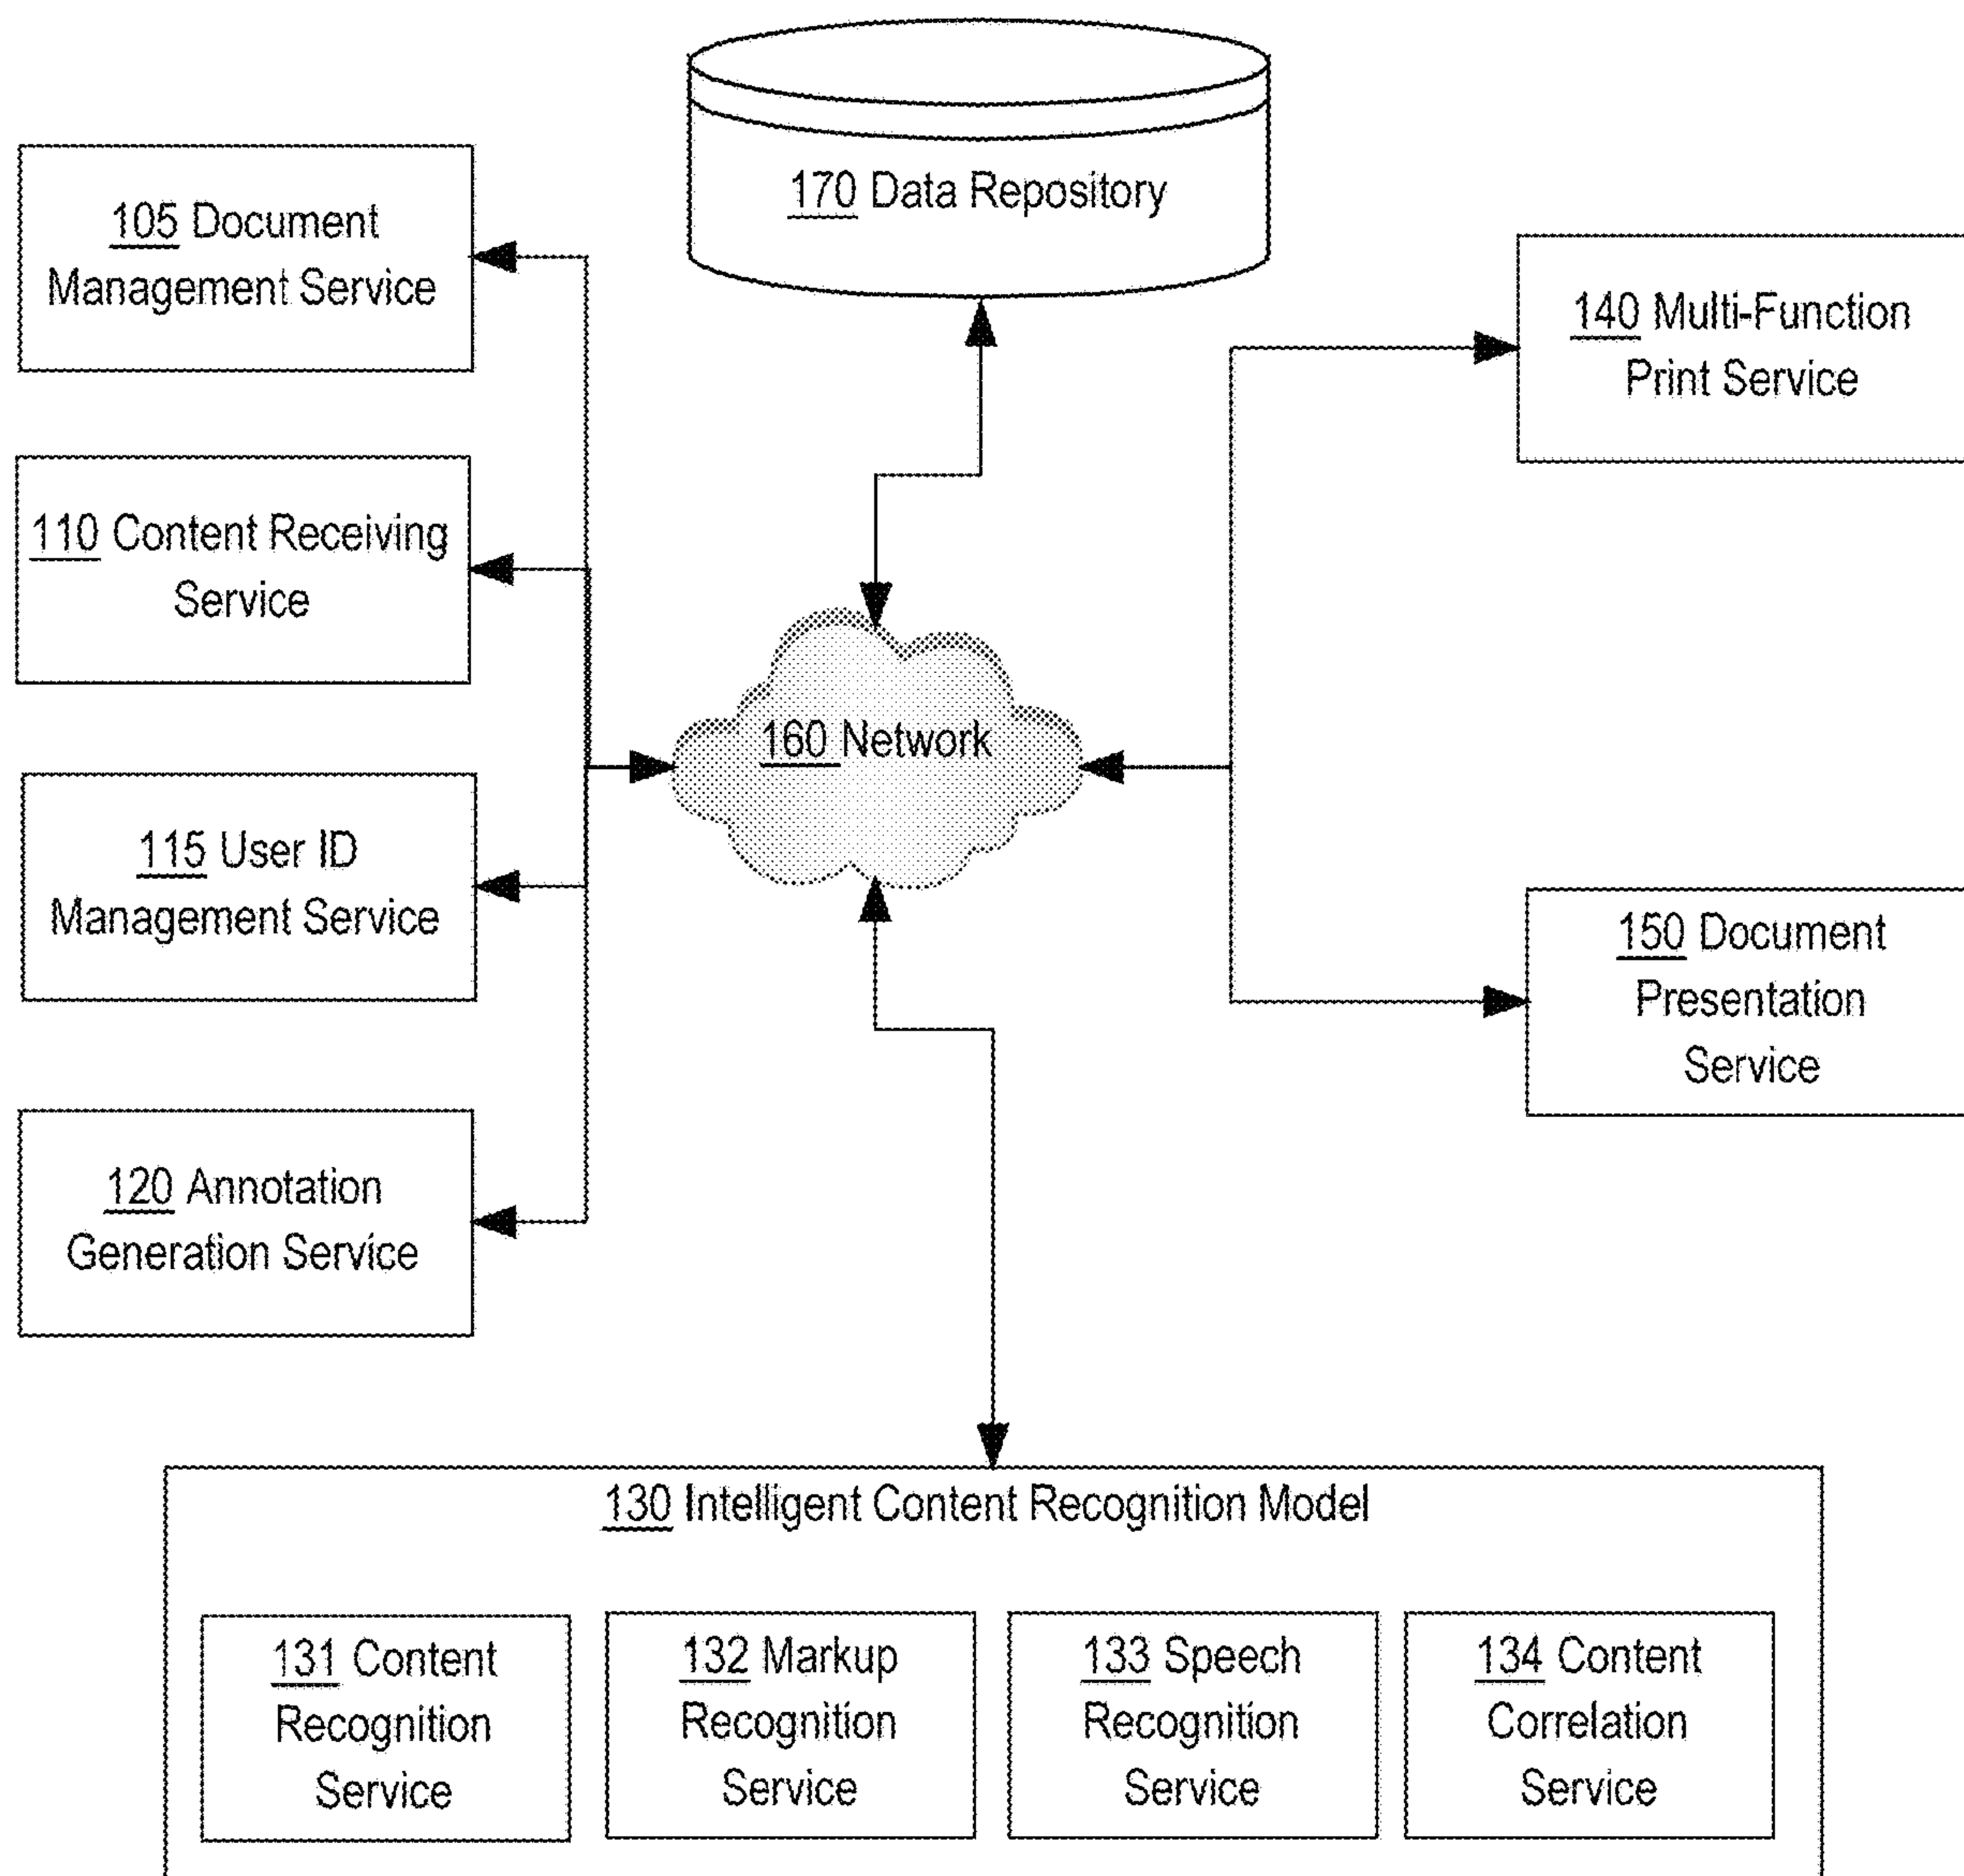 170 Data Repository
105 Document
Management Service
140 Multi-Function
Print Service
110 Content Receiving
Service
160 Network
115 User ID
Management Service
150 Document
Presentation
Service
120 Annotation
Generation Service
130 Intelligent Content Recognition Model
131 Content
Recognition
Service
132 Markup
Recognition
Service
133 Speech
Recognition
Service
134 Content
Correlation
Service